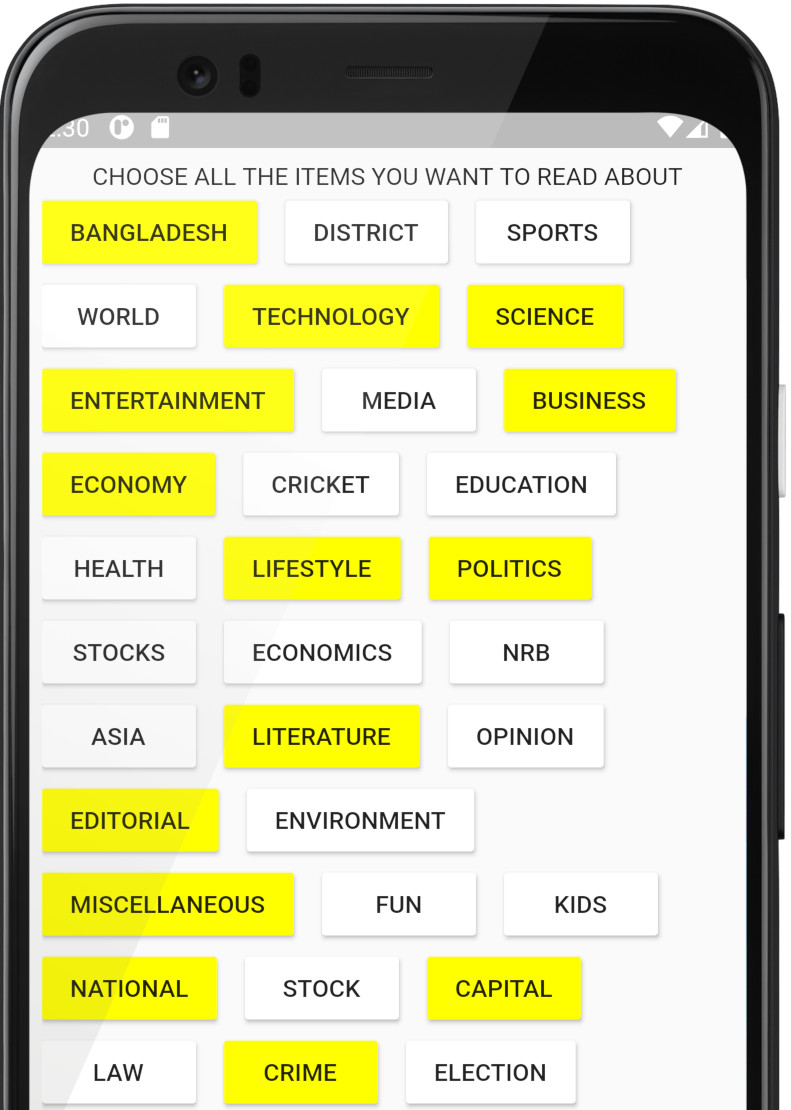 :30
CHOOSE ALL THE ITEMS YOU WANT TO READ ABOUT
BANGLADESH DISTRICT SPORTS
WORLD TECHNOLOGY SCIENCE
ENTERTAINMENT MEDIA BUSINESS
ECONOMY CRICKET EDUCATION
HEALTH LIFESTYLE POLITICS
STOCKS ECONOMICS NRB
ASIA LITERATURE OPINION
EDITORIAL ENVIRONMENT
MISCELLANEOUS FUN KIDS
NATIONAL STOCK CAPITAL
LAW CRIME ELECTION